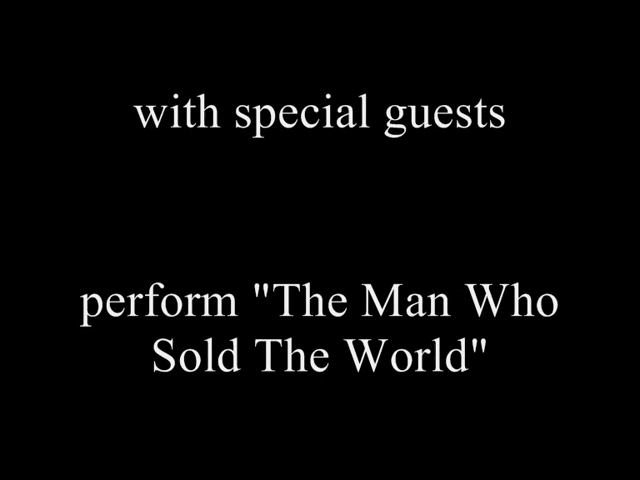 with special guests
perform "The Man Who
Sold The World"